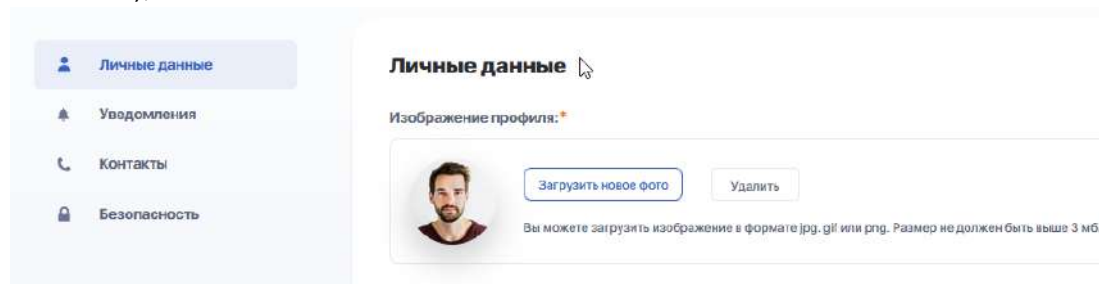 Личные данные
Уведомления
Контакты
Безопасность
Личные данные
Изображение профиля:*
Загрузить новое фото
Удалить
Вы можете загрузить изображение в формате jpg. gif или png. Размер не должен быть выше 3 мб